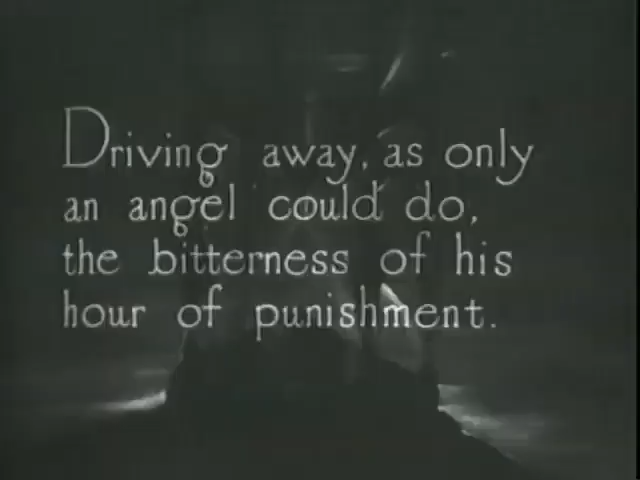 Driving away, as only
an angel could do,
the bitterness of his
hour of punishment.